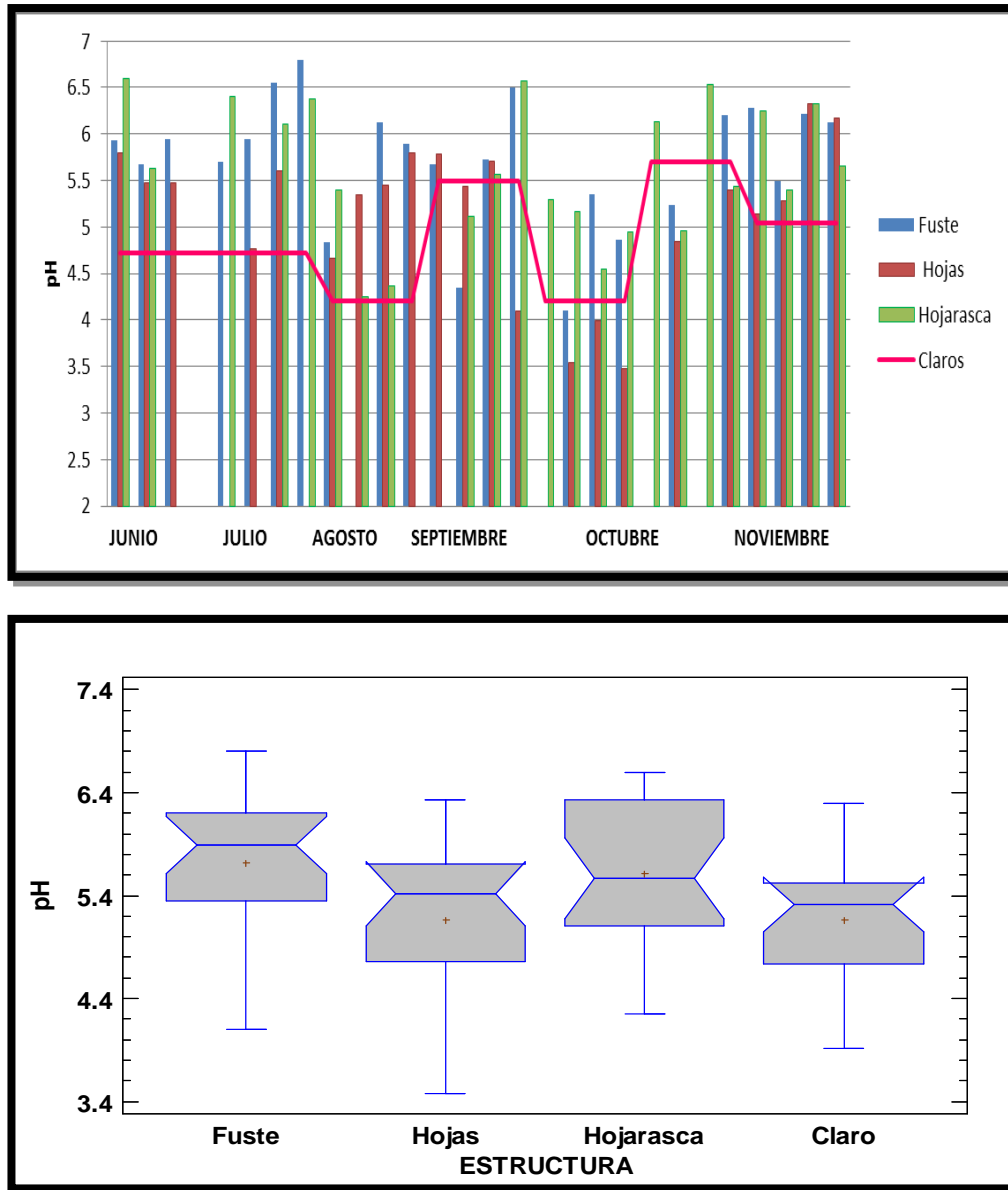 7
6.5
6
5.5
5
4.5
4
3.5
3
2.5
2
pH
JUNIO JULIO AGOSTO SEPTIEMBRE OCTUBRE NOVIEMBRE
Fuste
Hojas
Hojarasca
Claros
7.4
6.4
5.4
4.4
3.4
pH
Fuste Hojas Hojarasca Claro
ESTRUCTURA